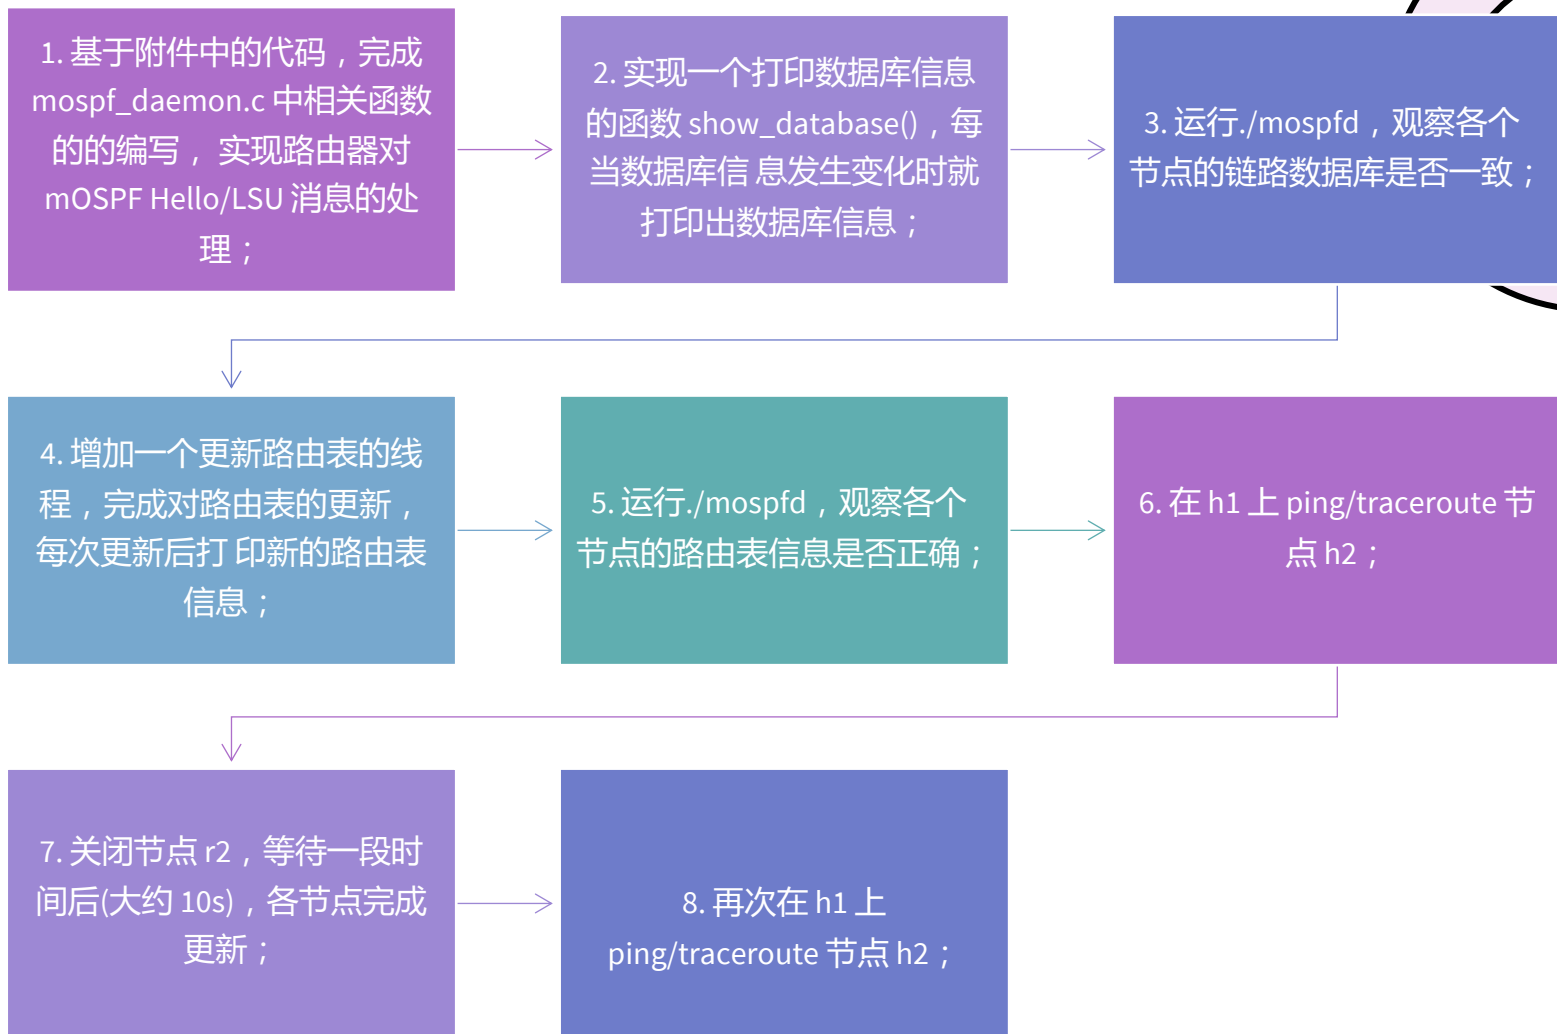 1. 基于附件中的代码，完成
mospf_daemon.c 中相关函数
的的编写， 实现路由器对
mOSPF Hello/LSU 消息的处
理；
2. 实现一个打印数据库信息
的函数 show_database()，每
当数据库信 息发生变化时就
打印出数据库信息；
3. 运行./mospfd，观察各个
节点的链路数据库是否一致；
4. 增加一个更新路由表的线
程，完成对路由表的更新，
每次更新后打 印新的路由表
信息；
5. 运行./mospfd，观察各个
节点的路由表信息是否正确；
6. 在 h1 上 ping/traceroute 节
点 h2；
7. 关闭节点 r2，等待一段时
间后(大约 10s)，各节点完成
更新；
8. 再次在 h1 上
ping/traceroute 节点 h2；